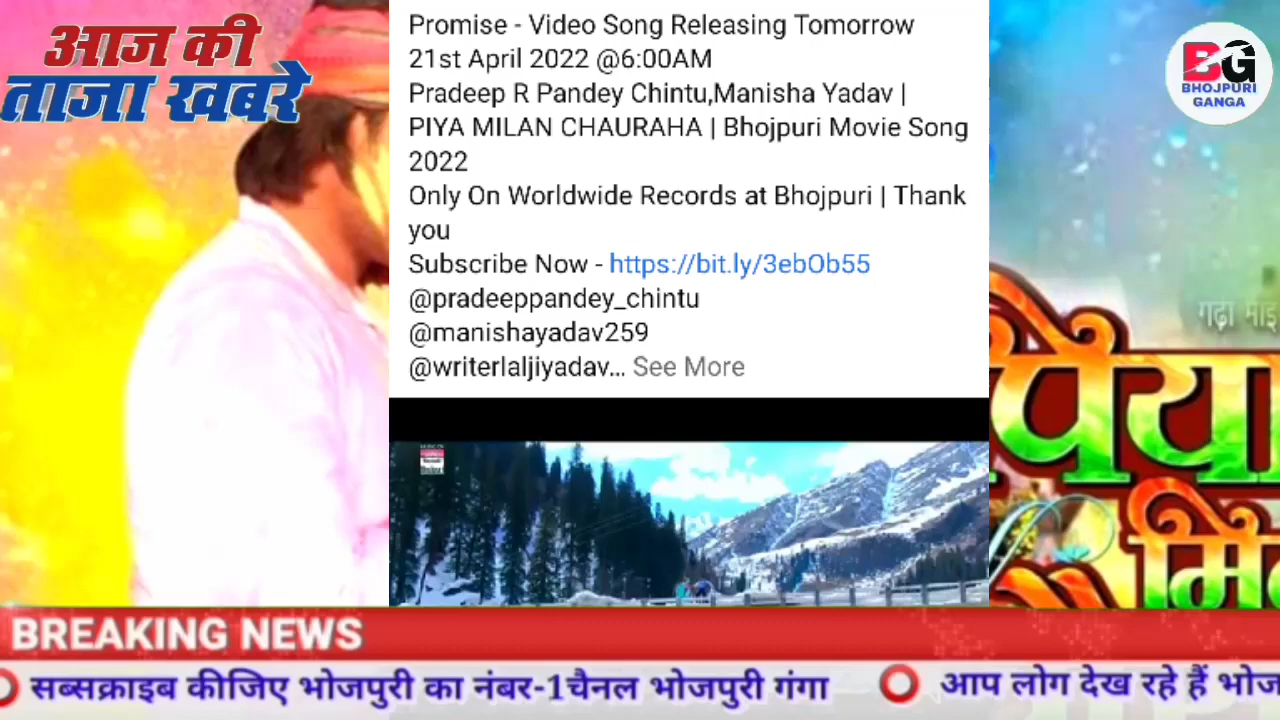 आज की
ताजा खबरे
Promise - Video Song Releasing Tomorrow
21st April 2022 @6:00AM
Pradeep R Pandey Chintu,Manisha Yadav |
PIYA MILAN CHAURAHA | Bhojpuri Movie Song
2022
Only On Worldwide Records at Bhojpuri | Thank
you
Subscribe Now - https://bit.ly/3ebOb55
@pradeeppandey_chintu
@manishayadav259
@writerlaljiyadav... See More
BG
BHOJPURI
GANGA
गढ़ा माई
पिया
मि
BREAKING NEWS
सब्सक्राइब कीजिए भोजपुरी का नंबर-1चैनल भोजपुरी गंगा
आप लोग देख रहे हैं भोज